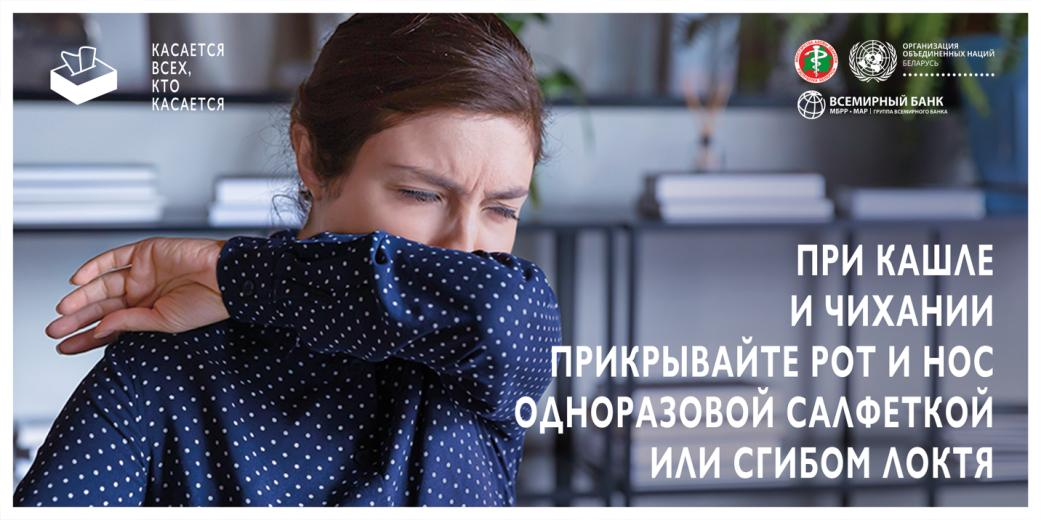 КАСАЕТСЯ
ВСЕХ,
КТО
КАСАЕТСЯ
ОРГАНИЗАЦИЯ
ОБЪЕДИНЕННЫХ НАЦИЙ
БЕЛАРУСЬ
ВСЕМИРНЫЙ БАНК
МБРР • МАР | ГРУППА ВСЕМИРНОГО БАНКА
ПРИ КАШЛЕ
И ЧИХАНИИ
ПРИКРЫВАЙТЕ РОТ И НОС
ОДНОРАЗОВОЙ САЛФЕТКОЙ
ИЛИ СГИБОМ ЛОКТЯ